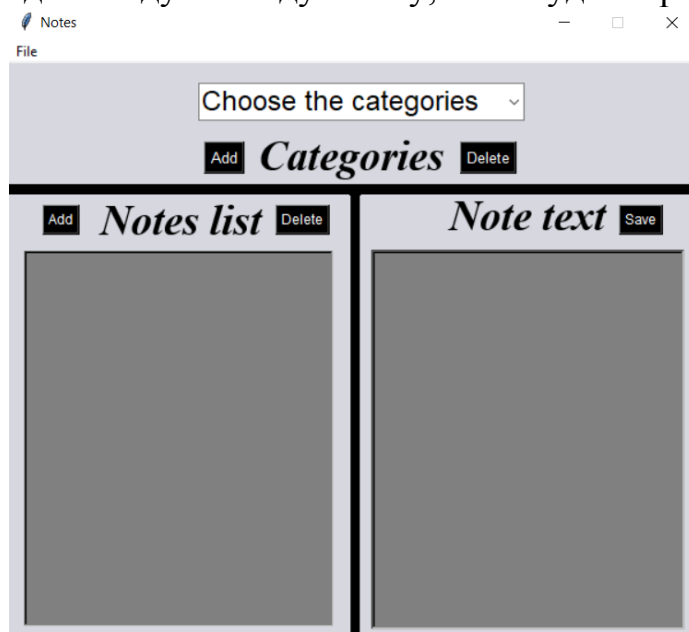 Notes
File
Choose the categories
Add Categories Delete
Add Notes list Delete
Note text Save